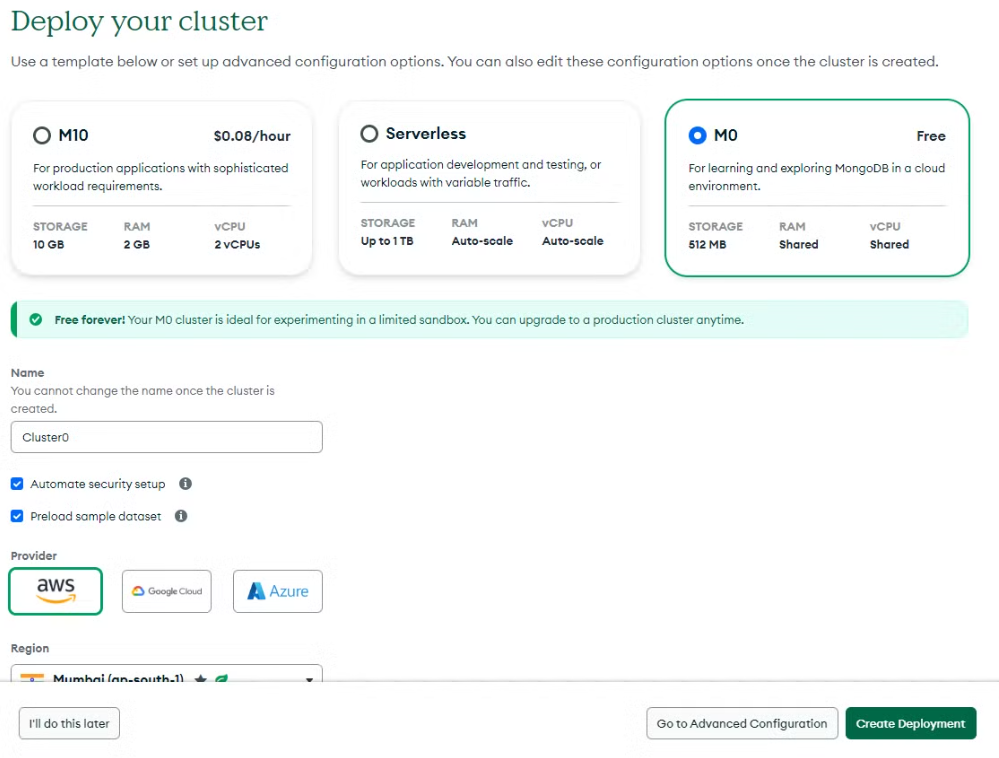 Deploy your cluster
Use a template below or set up advanced configuration options. You can also edit these configuration options once the cluster is created.
M10 $0.08/hour
For production applications with sophisticated
workload requirements.
STORAGE RAM vCPU
10 GB 2 GB 2 vCPUs
Serverless
For application development and testing, or
workloads with variable traffic.
STORAGE RAM vCPU
Up to 1 TB Auto-scale Auto-scale
M0 Free
For learning and exploring MongoDB in a cloud
environment.
STORAGE RAM vCPU
512 MB Shared Shared
Free forever! Your M0 cluster is ideal for experimenting in a limited sandbox. You can upgrade to a production cluster anytime.
Name
You cannot change the name once the cluster is
created.
Cluster0
Automate security setup
Preload sample dataset
Provider
aws Google Cloud Azure
Region
Mumbai (ap-south-1)
I'll do this later Go to Advanced Configuration Create Deployment